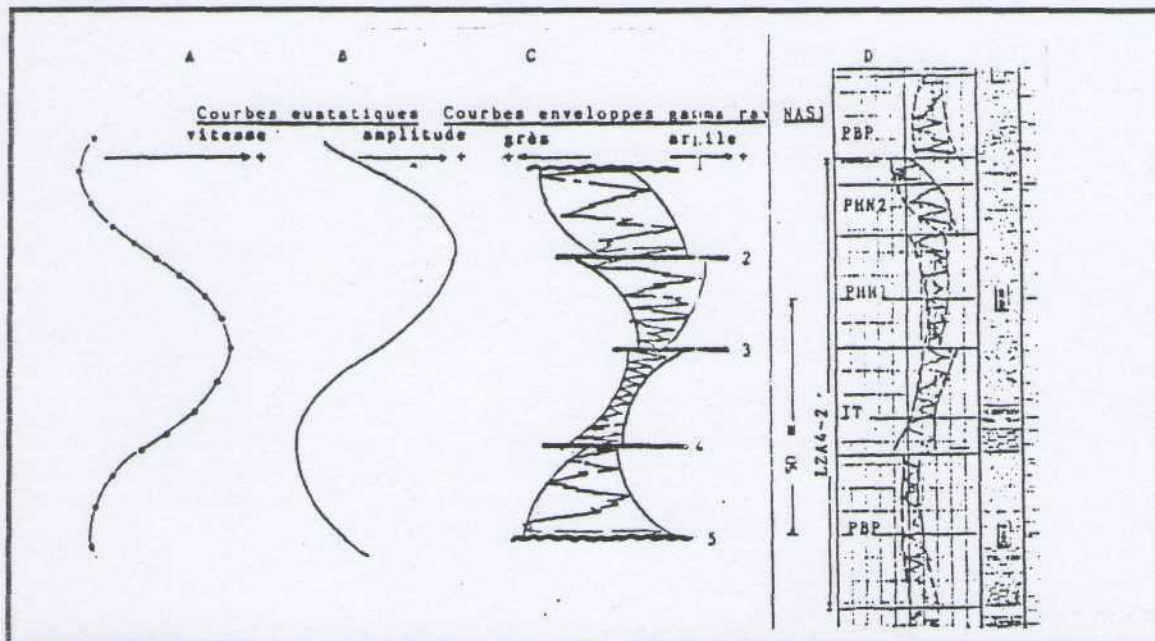 A B C D
Courbes eustatiques Courbes enveloppes gamma ray NAS1
vitesse amplitude grès argile
+ + + +
PBP
PHN2
2
PHN1
3
IT
4
50 m
LZA4-2
PBP
5